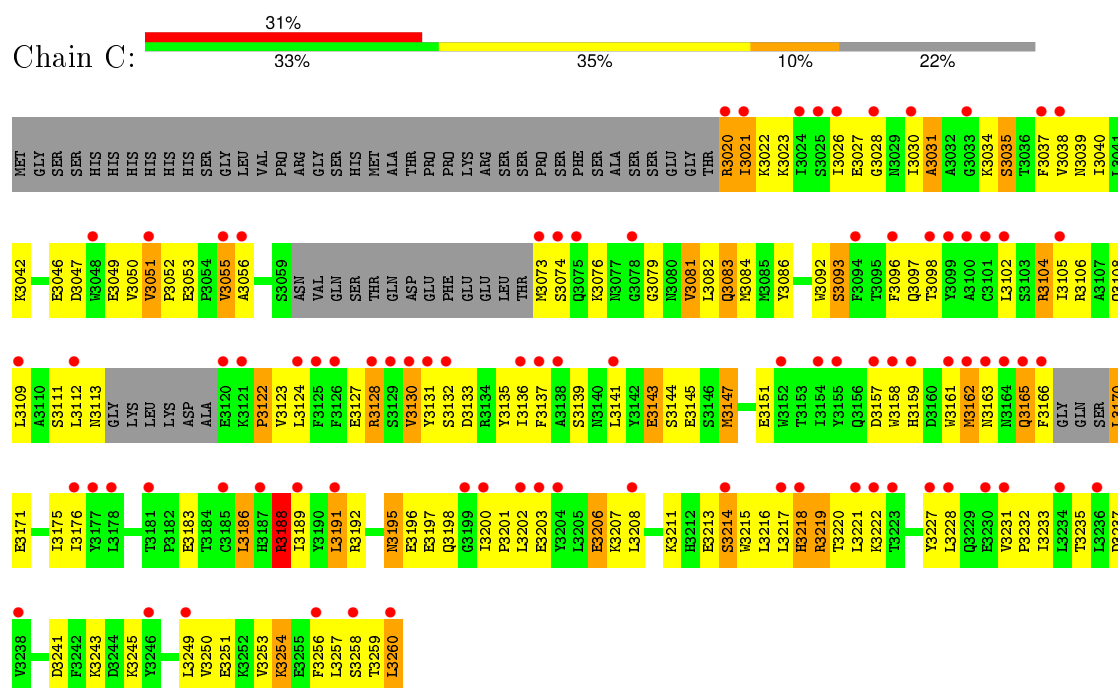 Chain C: 31% 33% 35% 10% 22%
MET GLY SER SER HIS HIS HIS HIS HIS HIS SER GLY LEU VAL PRO ARG GLY SER HIS MET ALA THR PRO PRO LYS ARG SER SER PRO SER PHE SER ALA SER SER GLU GLY THR R3020 I3021 K3022 K3023 I3024 S3025 I3026 E3027 G3028 N3029 I3030 A3031 A3032 G3033 K3034 S3035 T3036 F3037 V3038 N3039 I3040 L3041
K3042 E3046 D3047 W3048 E3049 V3050 V3051 P3052 E3053 P3054 V3055 A3056 S3059 ASN VAL GLN SER THR GLN ASP GLU PHE GLU GLU LEU THR M3073 S3074 Q3075 K3076 N3077 G3078 G3079 N3080 V3081 L3082 Q3083 M3084 M3085 Y3086 W3092 S3093 F3094 T3095 F3096 Q3097 T3098 Y3099 A3100 C3101 L3102 S3103 R3104 I3105 R3106 A3107 Q3108
L3109 A3110 S3111 L3112 N3113 GLY LYS LEU LYS ASP ALA E3120 K3121 P3122 V3123 L3124 F3125 F3126 E3127 R3128 S3129 V3130 Y3131 S3132 D3133 R3134 Y3135 I3136 F3137 A3138 S3139 N3140 L3141 Y3142 E3143 S3144 E3145 S3146 M3147 E3151 W3152 T3153 I3154 Y3155 Q3156 D3157 W3158 H3159 D3160 W3161 M3162 N3163 N3164 Q3165 F3166 GLY GLN SER L3170
E3171 I3175 I3176 Y3177 L3178 T3181 P3182 E3183 T3184 C3185 L3186 H3187 R3188 I3189 Y3190 L3191 R3192 N3195 E3196 E3197 Q3198 G3199 I3200 P3201 L3202 E3203 Y3204 L3205 E3206 K3207 L3208 K3211 H3212 E3213 S3214 W3215 L3216 L3217 H3218 R3219 T3220 L3221 K3222 T3223 Y3227 L3228 Q3229 E3230 V3231 P3232 I3233 L3234 T3235 L3236 D3237
V3238 D3241 F3242 K3243 D3244 K3245 Y3246 L3249 V3250 E3251 K3252 V3253 K3254 E3255 F3256 L3257 S3258 T3259 L3260